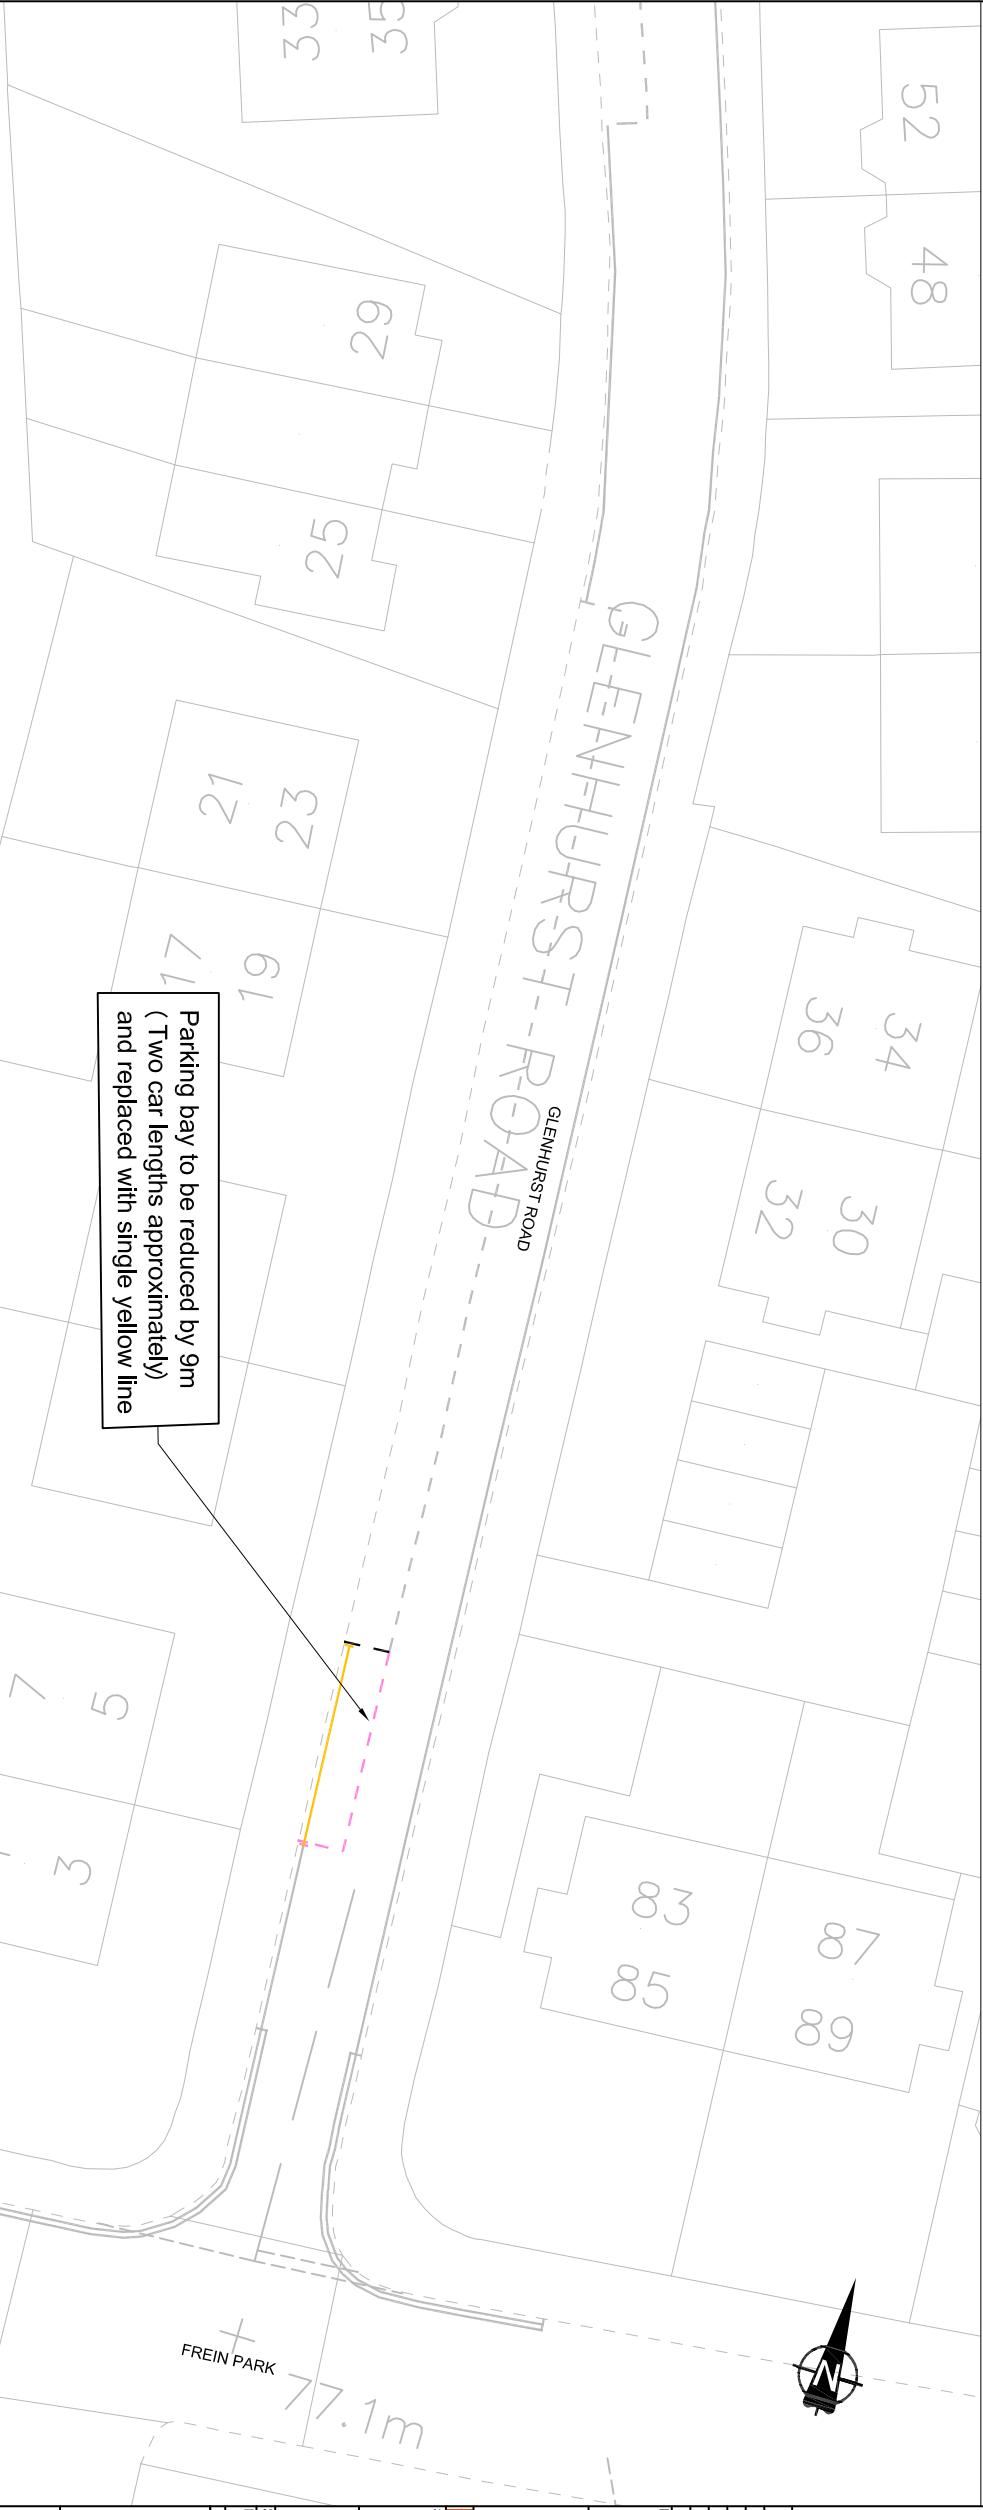 33
35
52
48
29
25
GLENHURST ROAD
21
23
17
19
36
34
32
30
GLENHURST ROAD
Parking bay to be reduced by 9m
( Two car lengths approximately)
and replaced with single yellow line
7
5
3
83
87
85
89
N
FREIN PARK
77.1m